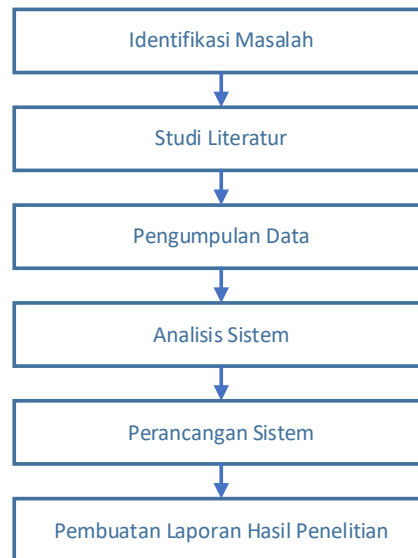 Identifikasi Masalah
Studi Literatur
Pengumpulan Data
Analisis Sistem
Perancangan Sistem
Pembuatan Laporan Hasil Penelitian